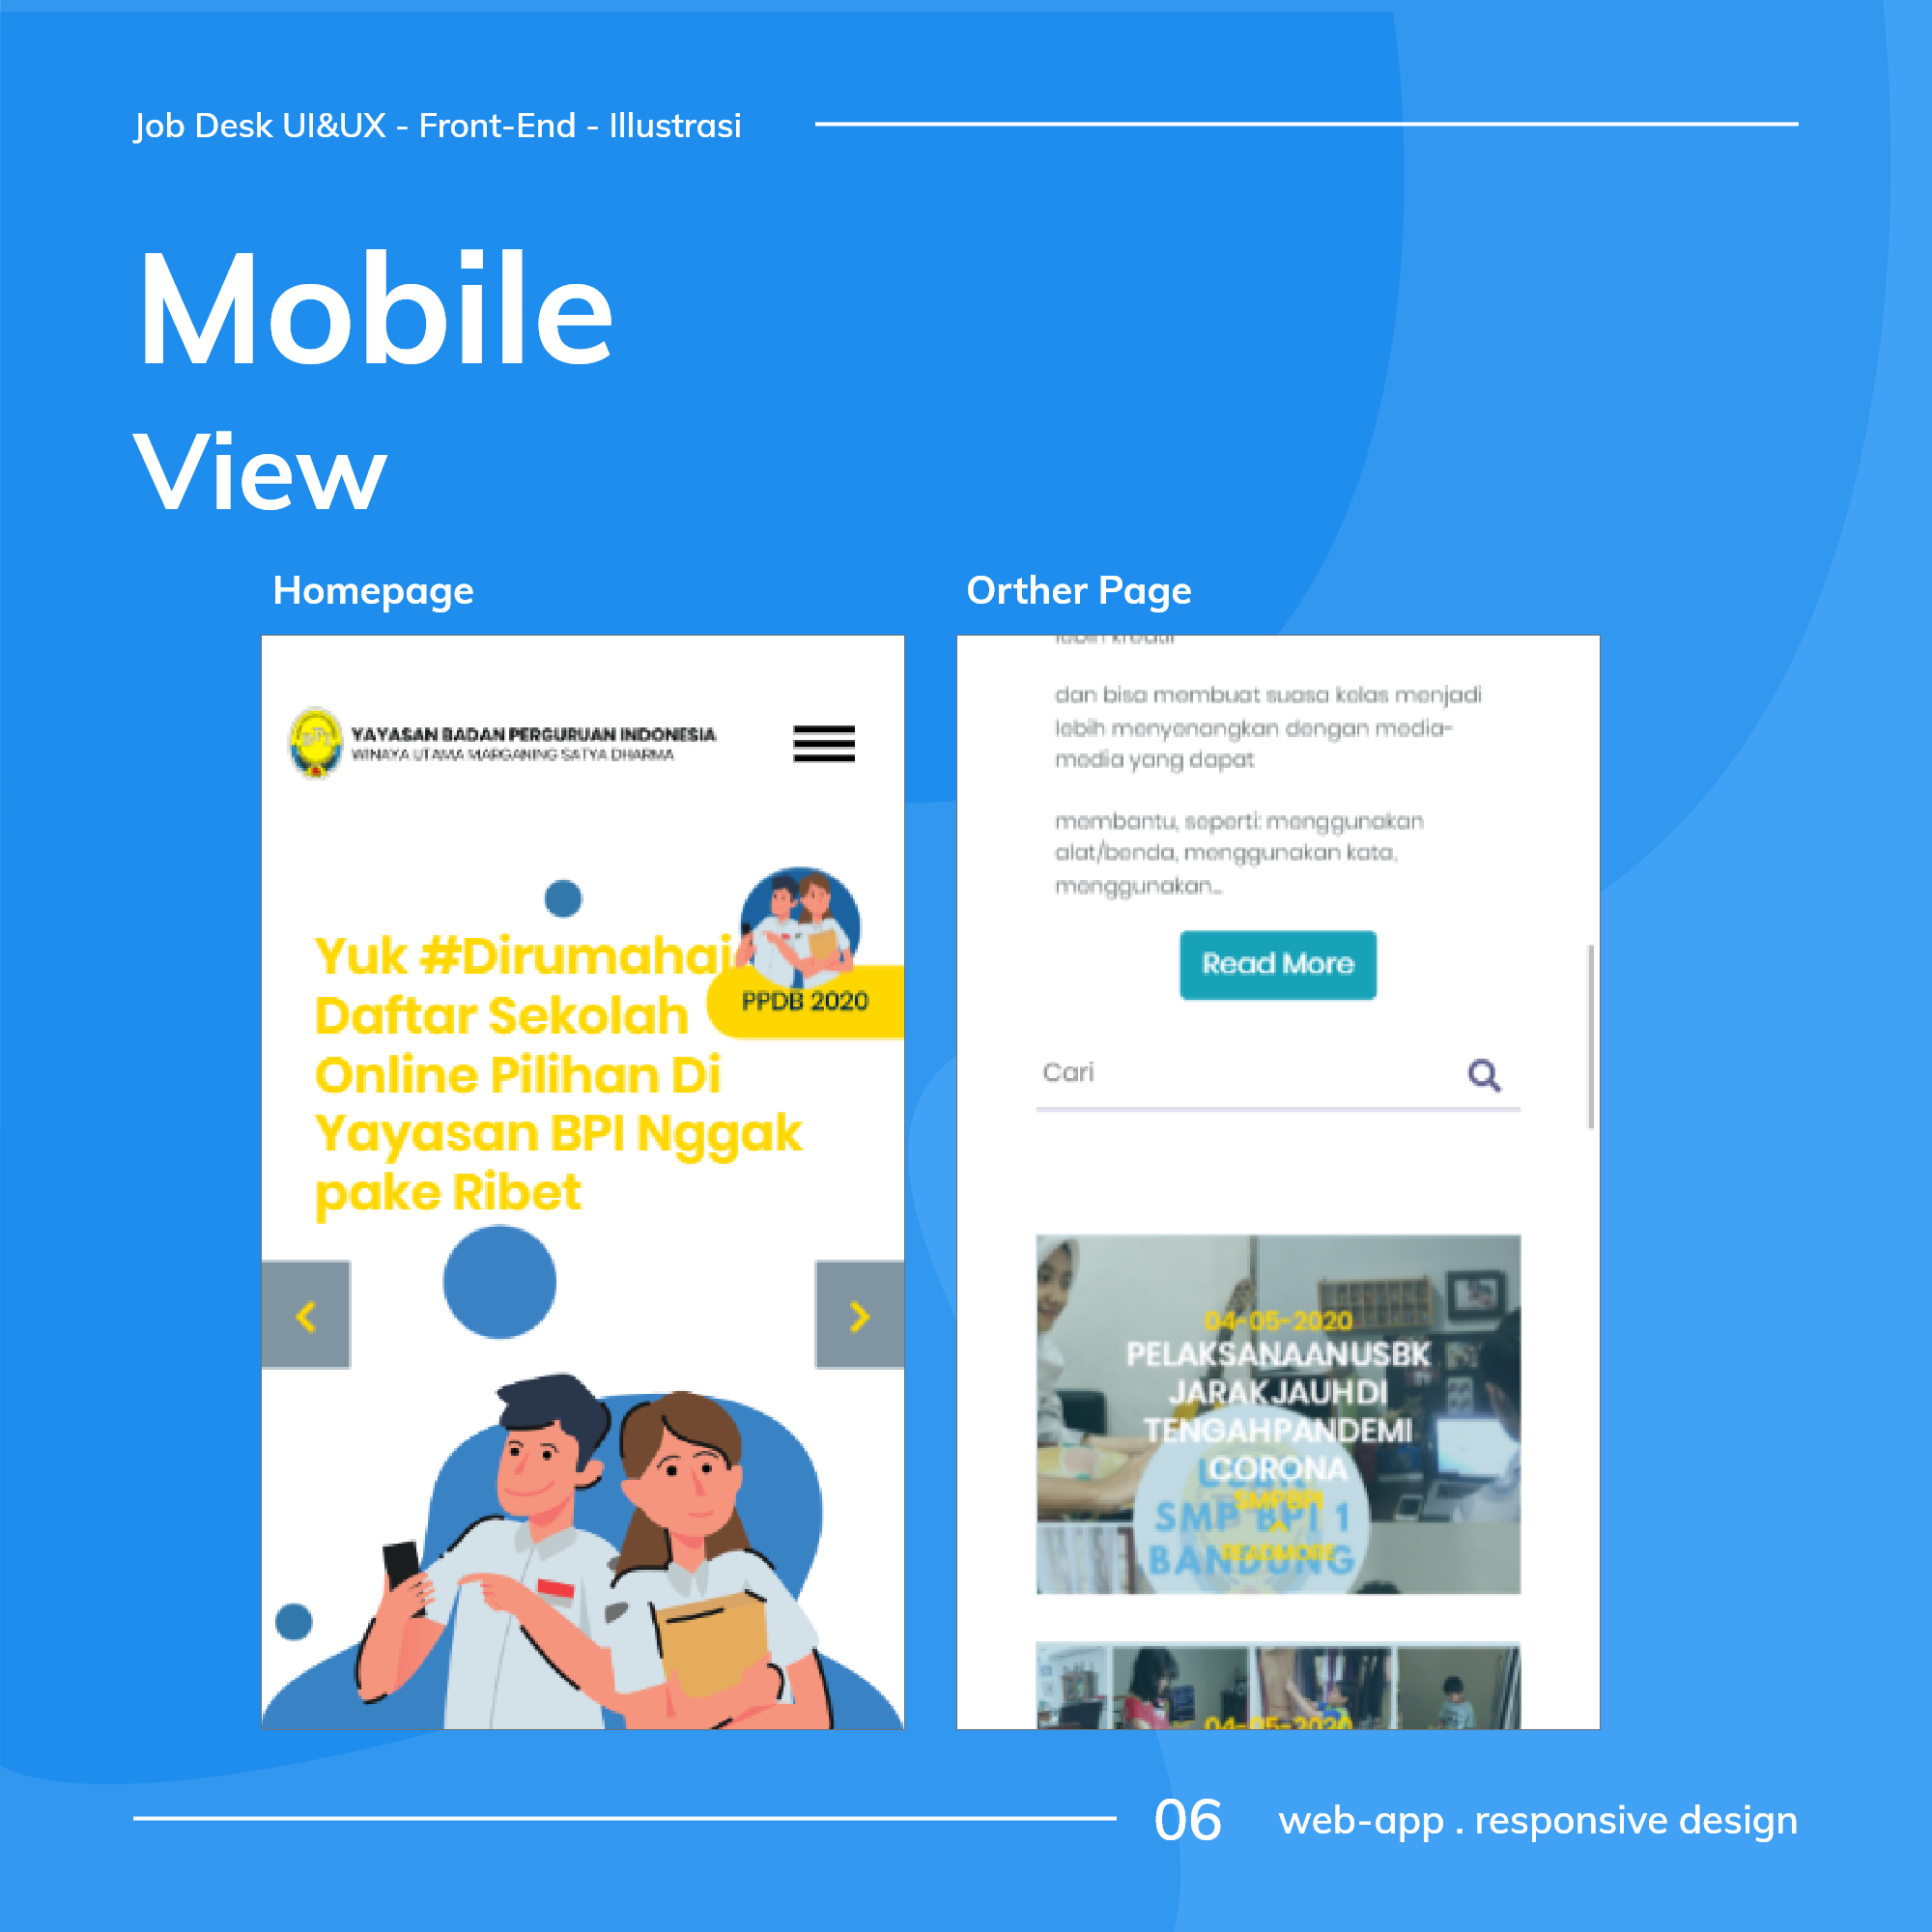 Job Desk UI&UX - Front-End - Illustrasi
Mobile
View
Homepage
YAYASAN BADAN PERGURUAN INDONESIA
WINAYA UTAMA MARGANING SATYA DHARMA
Yuk #Dirumahaj
Daftar Sekolah
Online Pilihan Di
Yayasan BPI Nggak
pake Ribet
PPDB 2020
Orther Page
lebih kreatif
dan bisa membuat suasa kelas menjadi
lebih menyenangkan dengan media-
media yang dapat
membantu, seperti: menggunakan
alat/benda, menggunakan kata,
menggunakan...
Read More
Cari
04-05-2020
PELAKSANAANUSBK
JARAKJAUHDI
TENGAHPANDEMI
CORONA
SMPBPI
SMP BPI 1
READMORE
BANDUNG
04-05-2020
06
web-app . responsive design